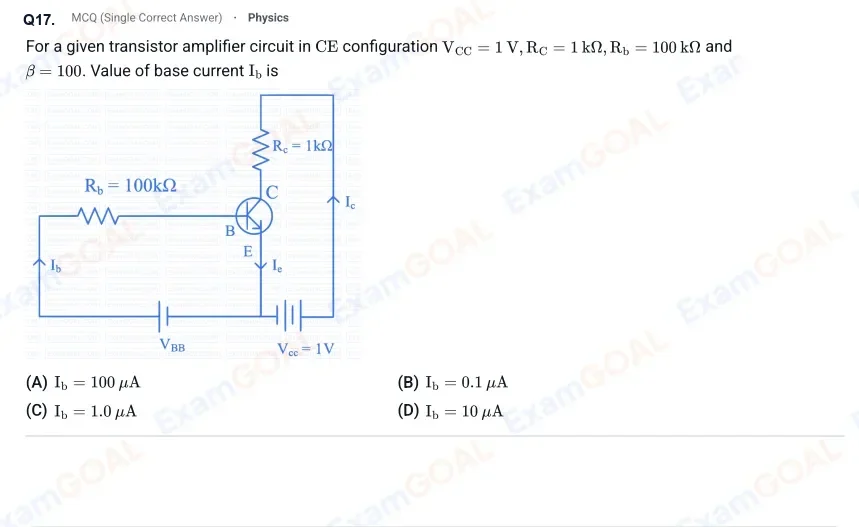 Q17. MCQ (Single Correct Answer) · Physics
For a given transistor amplifier circuit in CE configuration V_CC = 1 V, R_C = 1 kΩ, R_b = 100 kΩ and
β = 100. Value of base current I_b is
R_c = 1kΩ
R_b = 100kΩ
C
I_c
B
E
I_b
I_e
V_BB
V_cc = 1V
(A) I_b = 100 μA
(B) I_b = 0.1 μA
(C) I_b = 1.0 μA
(D) I_b = 10 μA
ExamGOAL